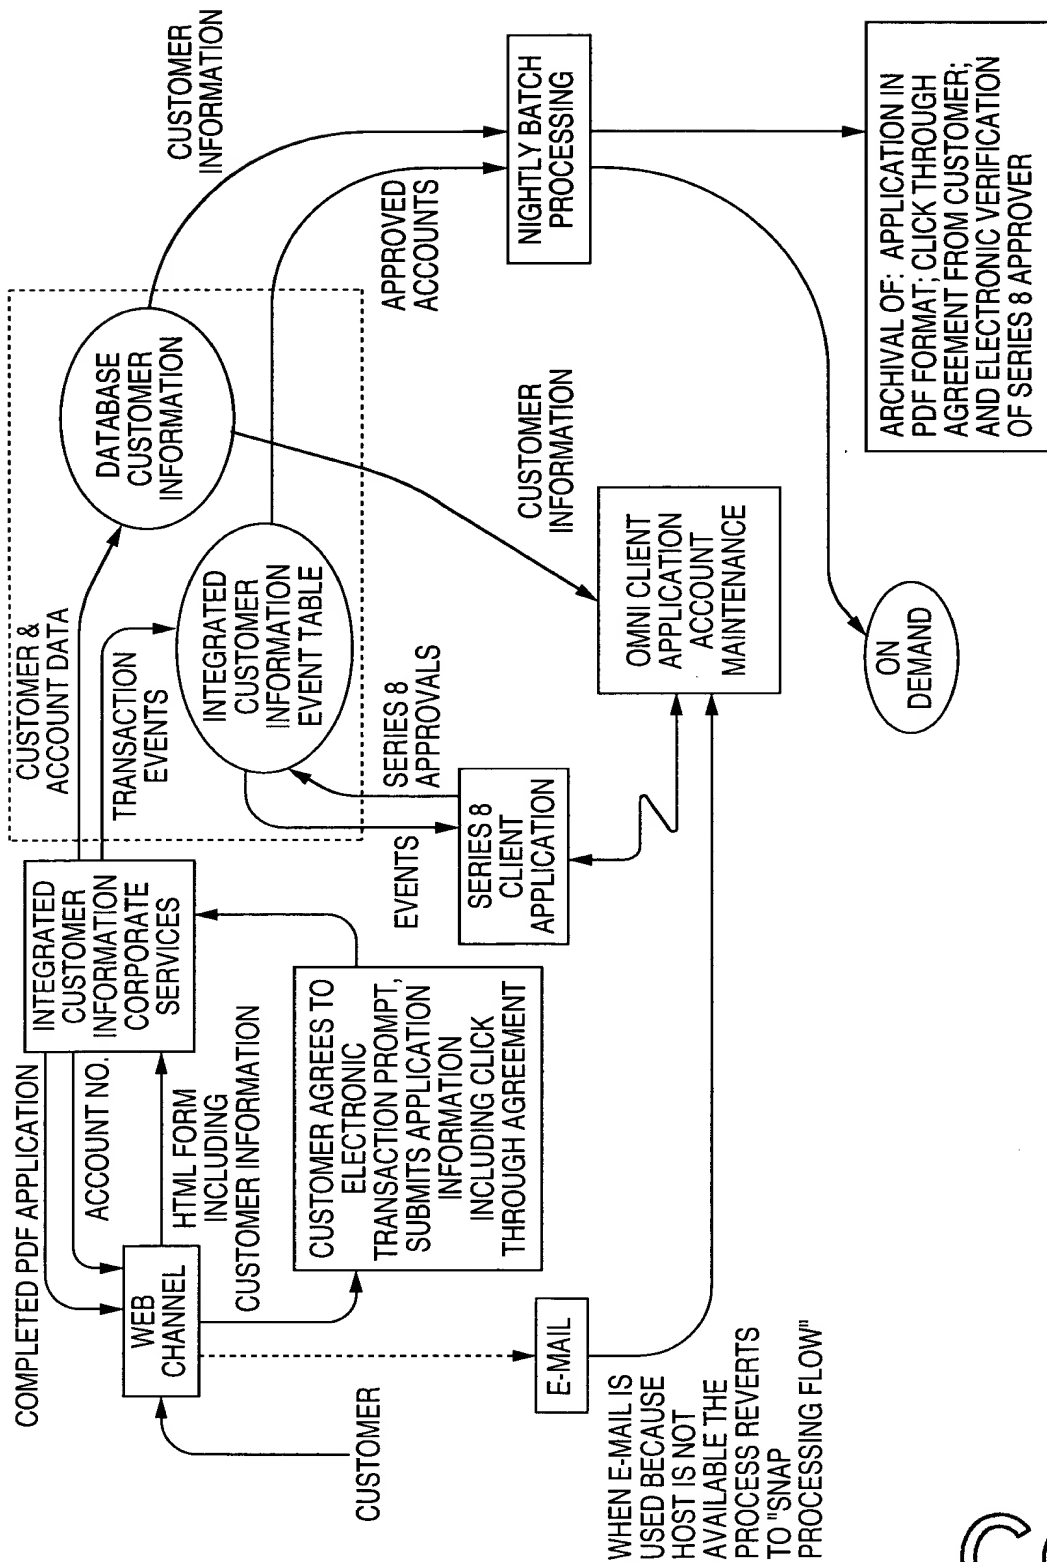 COMPLETED PDF APPLICATION
ACCOUNT NO.
CUSTOMER
WEB
CHANNEL
HTML FORM
INCLUDING
CUSTOMER INFORMATION
INTEGRATED
CUSTOMER
INFORMATION
CORPORATE
SERVICES
CUSTOMER &
ACCOUNT DATA
TRANSACTION
EVENTS
DATABASE
CUSTOMER
INFORMATION
INTEGRATED
CUSTOMER
INFORMATION
EVENT TABLE
CUSTOMER
INFORMATION
APPROVED
ACCOUNTS
CUSTOMER AGREES TO
ELECTRONIC
TRANSACTION PROMPT,
SUBMITS APPLICATION
INFORMATION
INCLUDING CLICK
THROUGH AGREEMENT
EVENTS
SERIES 8
APPROVALS
SERIES 8
CLIENT
APPLICATION
CUSTOMER
INFORMATION
NIGHTLY BATCH
PROCESSING
E-MAIL
OMNI CLIENT
APPLICATION
ACCOUNT
MAINTENANCE
WHEN E-MAIL IS
USED BECAUSE
HOST IS NOT
AVAILABLE THE
PROCESS REVERTS
TO "SNAP
PROCESSING FLOW"
ON
DEMAND
ARCHIVAL OF: APPLICATION IN
PDF FORMAT; CLICK THROUGH
AGREEMENT FROM CUSTOMER;
AND ELECTRONIC VERIFICATION
OF SERIES 8 APPROVER